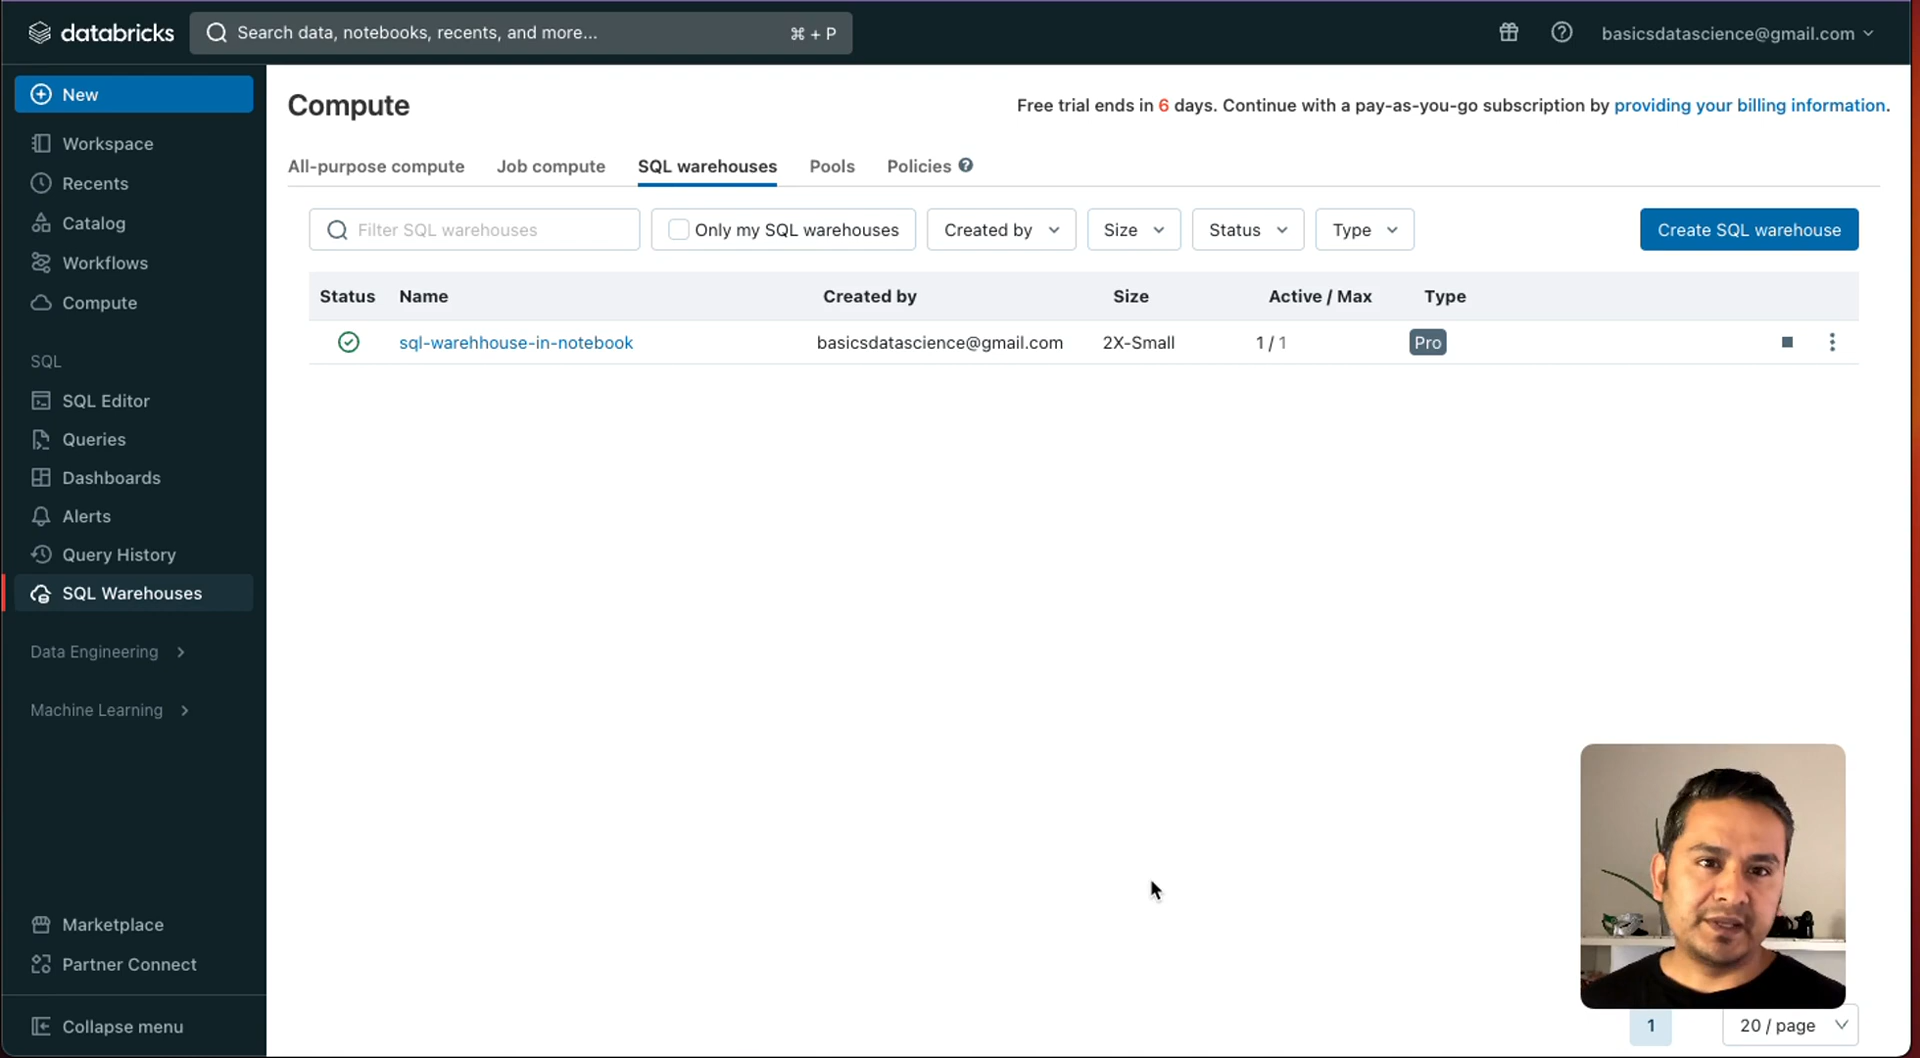 databricks
Search data, notebooks, recents, and more...
⌘ + P
basicsdatascience@gmail.com
New
Workspace
Recents
Catalog
Workflows
Compute
SQL
SQL Editor
Queries
Dashboards
Alerts
Query History
SQL Warehouses
Data Engineering
Machine Learning
Marketplace
Partner Connect
Collapse menu
Compute
Free trial ends in 6 days. Continue with a pay-as-you-go subscription by providing your billing information.
All-purpose compute
Job compute
SQL warehouses
Pools
Policies
Filter SQL warehouses
Only my SQL warehouses
Created by
Size
Status
Type
Create SQL warehouse
Status Name Created by Size Active / Max Type
sql-warehhouse-in-notebook basicsdatascience@gmail.com 2X-Small 1 / 1 Pro
1
20 / page